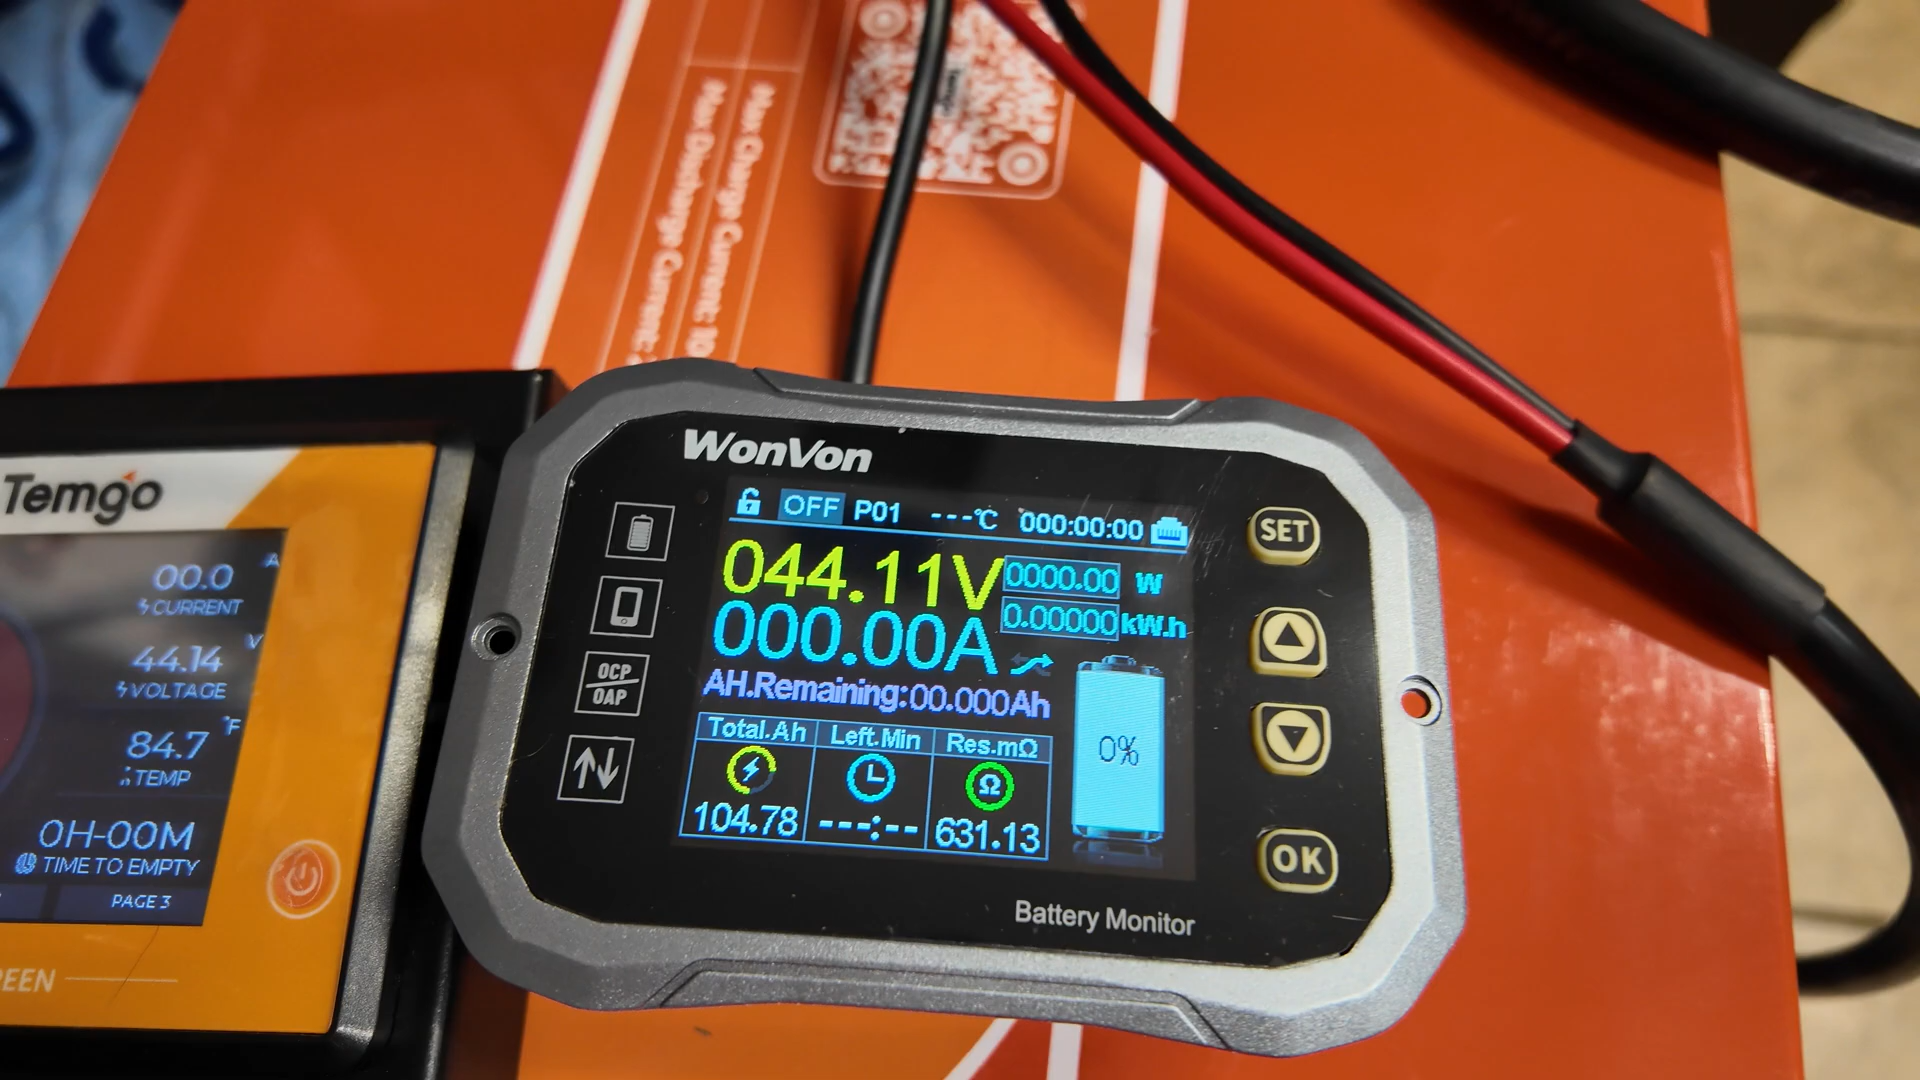 Max Charge Current: 10
Max Discharge Current:
Temgo
Temgo
A
00.0
CURRENT
V
44.14
VOLTAGE
°F
84.7
TEMP
0H-00M
TIME TO EMPTY
PAGE 3
REEN
WonVon
OFF P01 ---°C 000:00:00
044.11V 0000.00 W
000.00A 0.00000 kW.h
AH.Remaining:00.000Ah
Total.Ah Left.Min Res.mΩ
Ω
104.78 ---:-- 631.13
0%
OCP
OAP
SET
OK
Battery Monitor